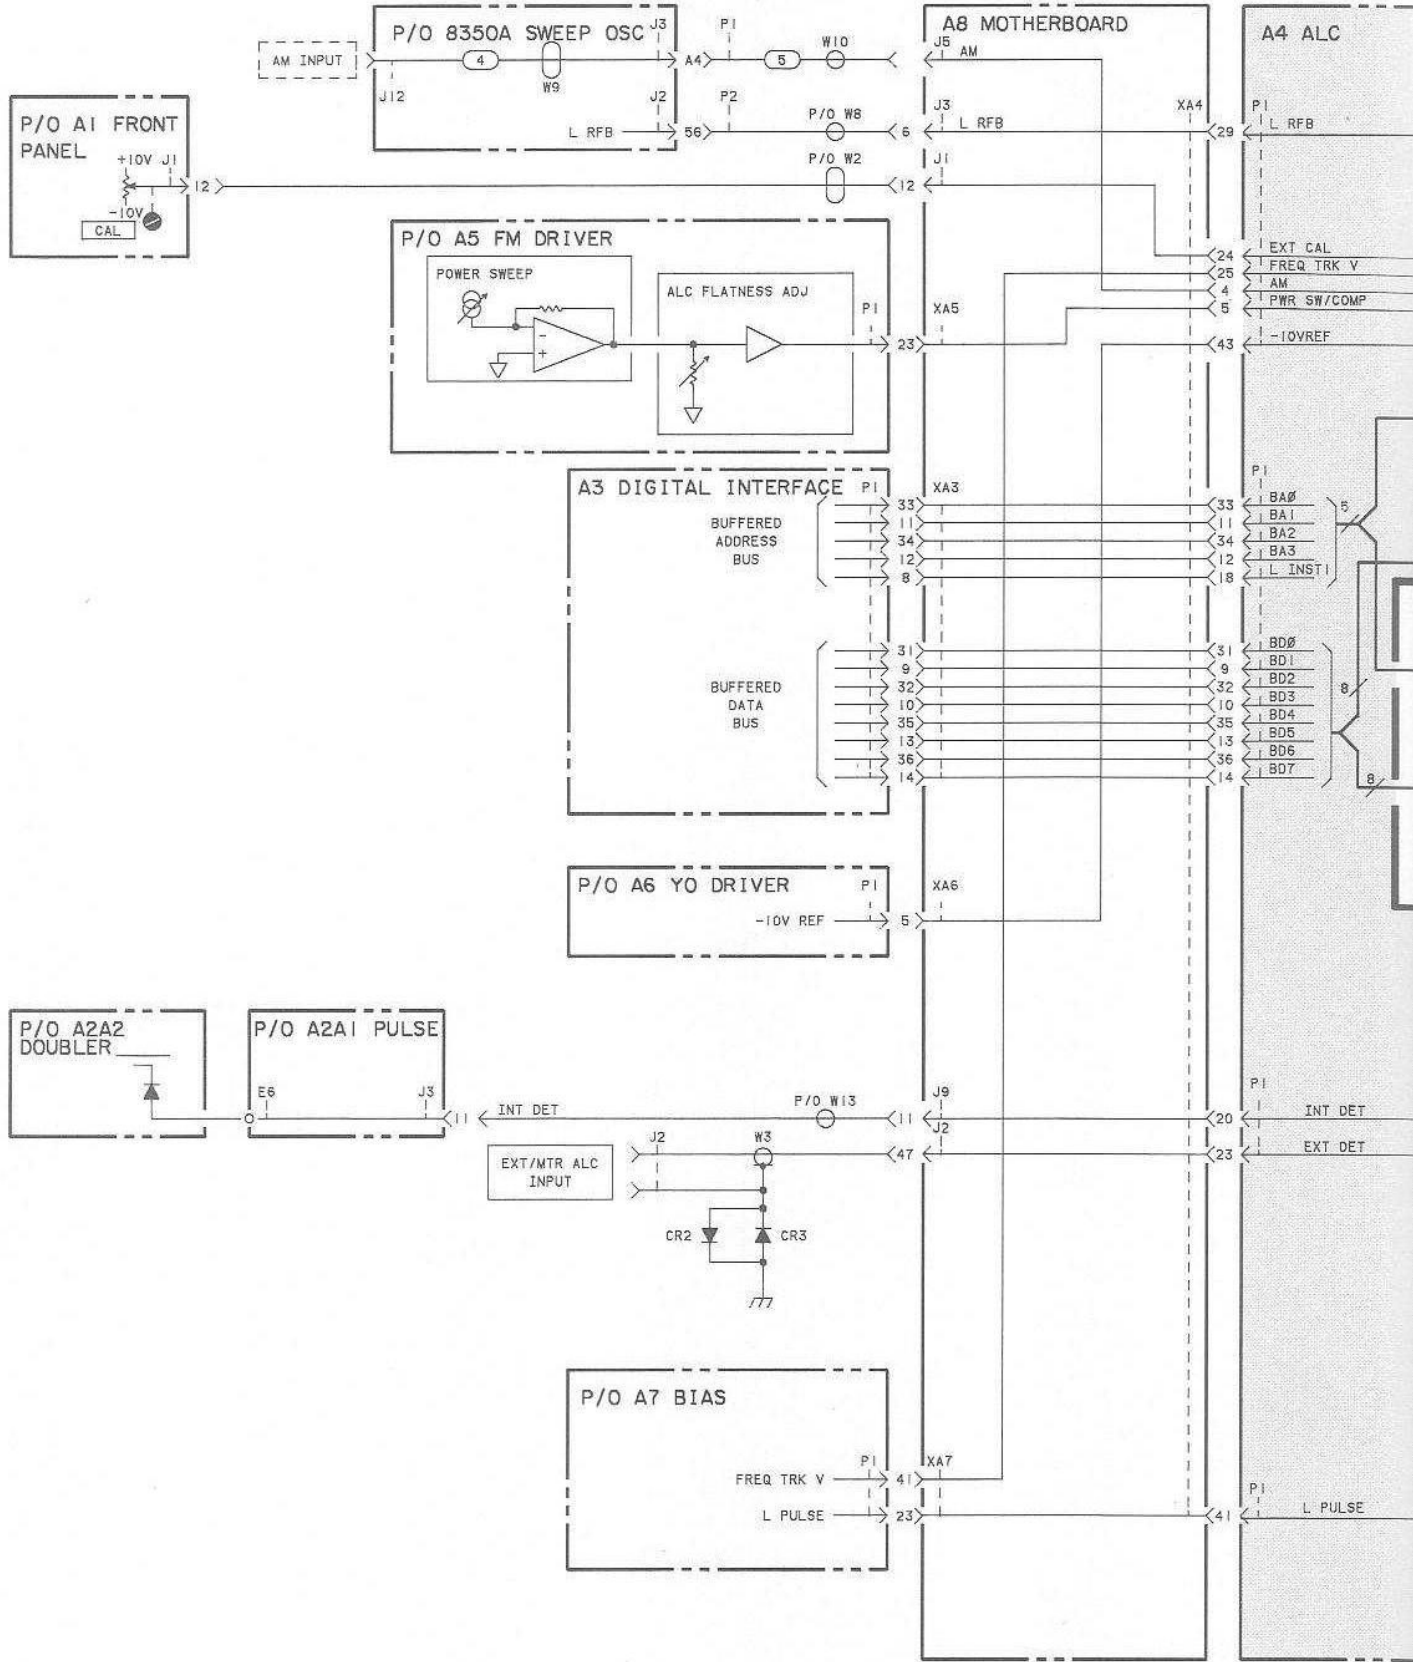 P/O 8350A SWEEP OSC
J3
P1
A8 MOTHERBOARD
A4 ALC
AM INPUT
4
W9
A4
5
W10
J5
AM
J12
J2
P2
P/O W8
J3
XA4
P1
L RFB
56
6
L RFB
29
L RFB
P/O A1 FRONT
PANEL
+10V
J1
12
-10V
CAL
P/O W2
12
J1
P/O A5 FM DRIVER
POWER SWEEP
-
+
ALC FLATNESS ADJ
P1
23
XA5
24
EXT CAL
25
FREQ TRK V
4
AM
5
PWR SW/COMP
43
-10VREF
A3 DIGITAL INTERFACE
P1
XA3
P1
BUFFERED
ADDRESS
BUS
33
33
BAØ
11
11
BA1
34
34
BA2
12
12
BA3
8
18
L INST1
5
BUFFERED
DATA
BUS
31
31
BDØ
9
9
BD1
32
32
BD2
10
10
BD3
35
35
BD4
13
13
BD5
36
36
BD6
14
14
BD7
8
8
P/O A6 YO DRIVER
P1
XA6
-10V REF
5
P/O A2A2
DOUBLER
P/O A2A1 PULSE
E6
J3
11
INT DET
P/O W13
11
J9
20
P1
INT DET
EXT/MTR ALC
INPUT
J2
W3
47
J2
23
EXT DET
CR2
CR3
P/O A7 BIAS
P1
XA7
FREQ TRK V
41
L PULSE
23
41
P1
L PULSE